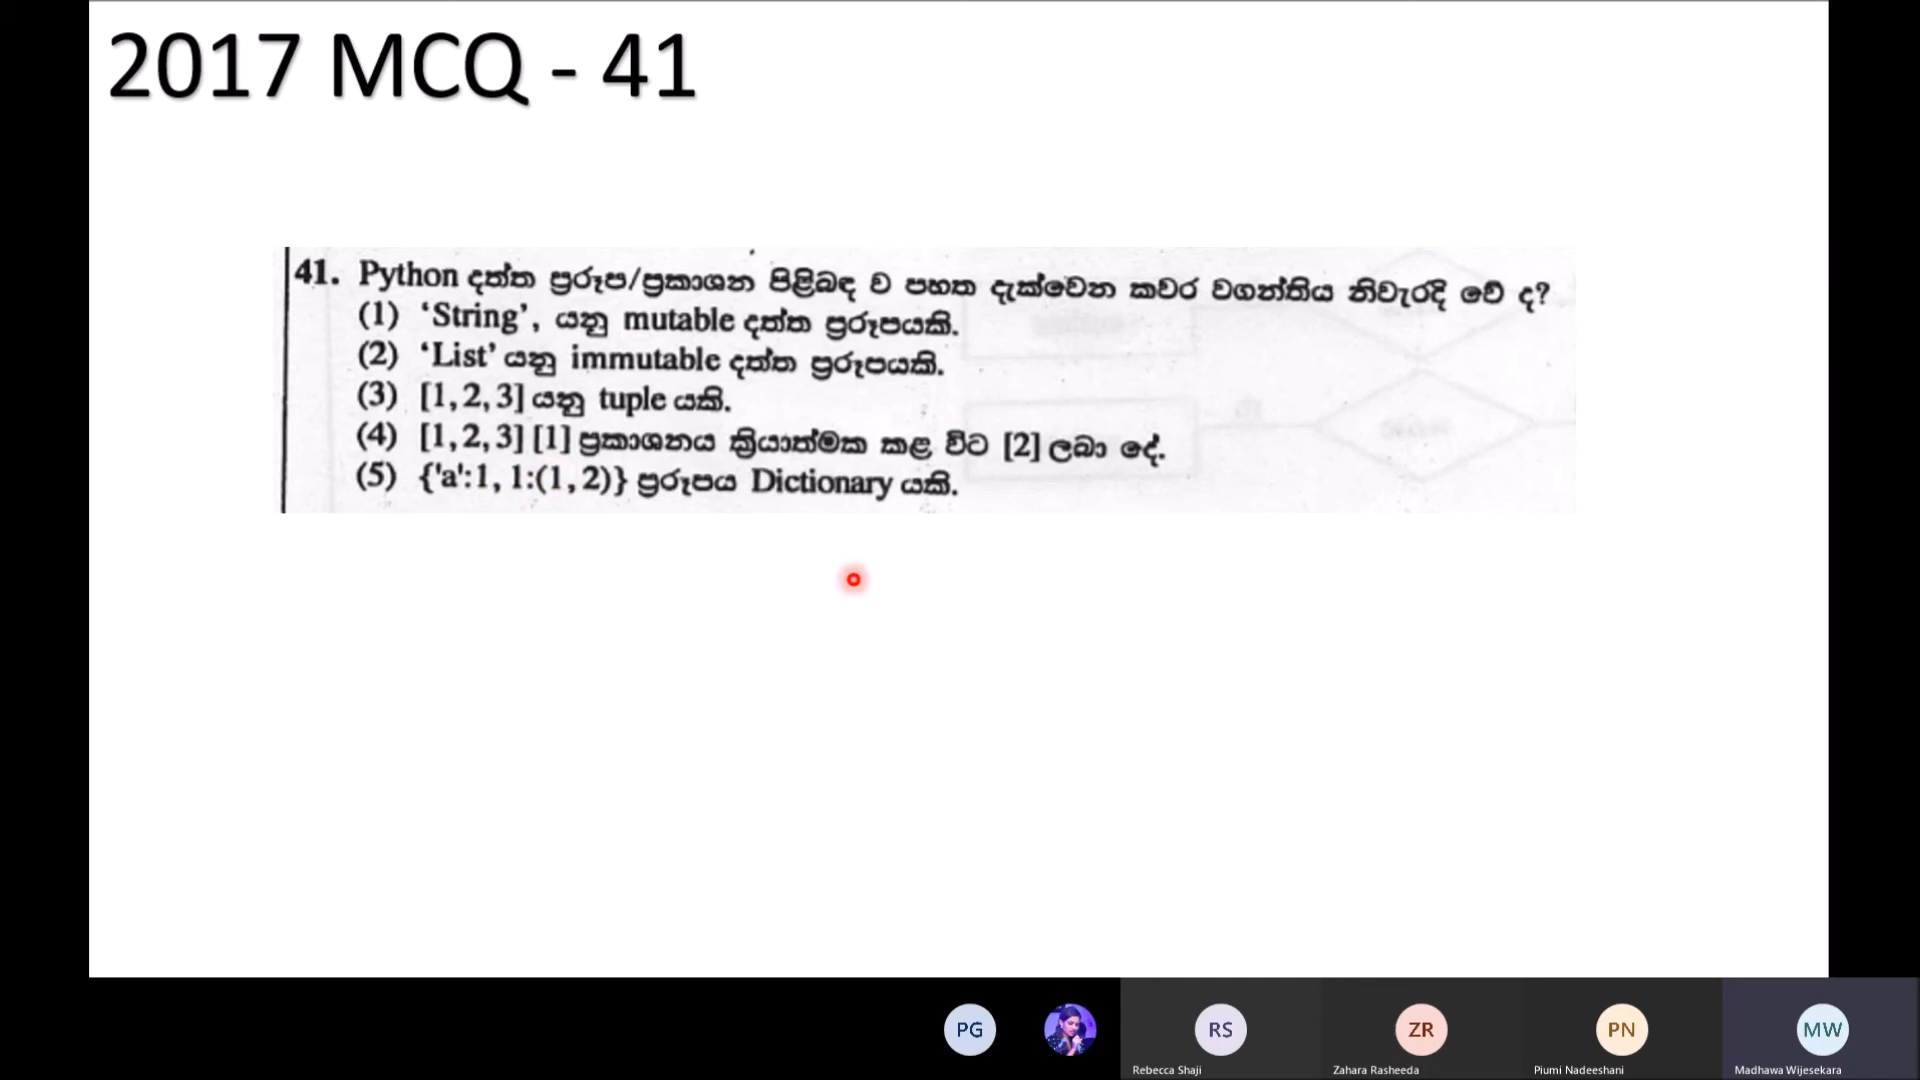 2017 MCQ - 41
41. Python දත්ත ප්‍රරූප/ප්‍රකාශන පිළිබඳ ව පහත දැක්වෙන කවර වගන්තිය නිවැරදි වේ ද?
(1) ‘String’, යනු mutable දත්ත ප්‍රරූපයකි.
(2) ‘List’ යනු immutable දත්ත ප්‍රරූපයකි.
(3) [1, 2, 3] යනු tuple යකි.
(4) [1, 2, 3] [1] ප්‍රකාශනය ක්‍රියාත්මක කළ විට [2] ලබා දේ.
(5) {'a':1, 1:(1, 2)} ප්‍රරූපය Dictionary යකි.
PG RS ZR PN MW
Rebecca Shaji Zahara Rasheeda Piumi Nadeeshani Madhawa Wijesekara